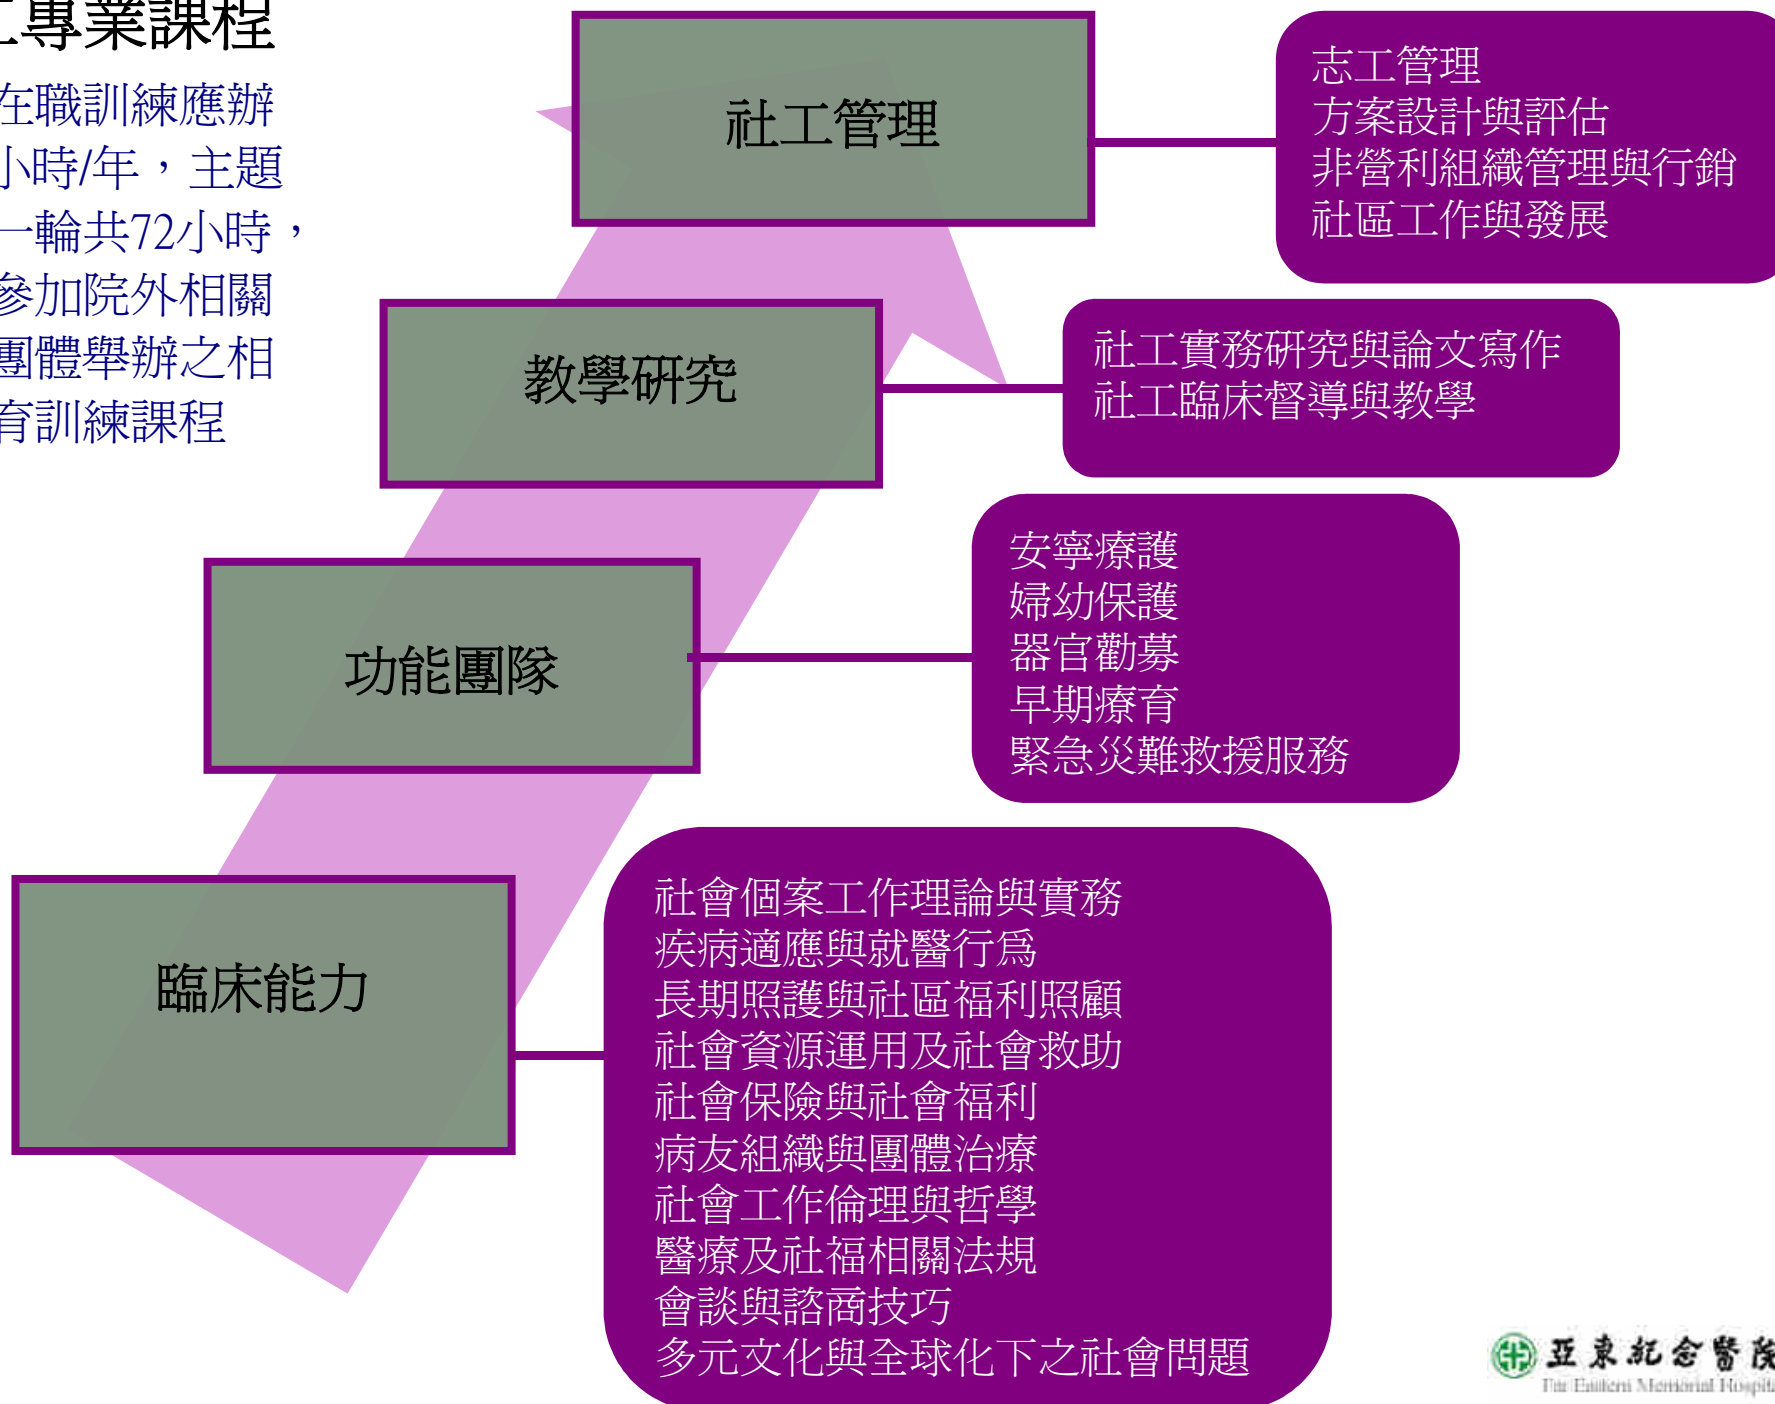 工專業課程
在職訓練應辦
小時/年，主題
一輪共72小時，
參加院外相關
團體舉辦之相
育訓練課程
社工管理
志工管理
方案設計與評估
非營利組織管理與行銷
社區工作與發展
教學研究
社工實務研究與論文寫作
社工臨床督導與教學
功能團隊
安寧療護
婦幼保護
器官勸募
早期療育
緊急災難救援服務
臨床能力
社會個案工作理論與實務
疾病適應與就醫行為
長期照護與社區福利照顧
社會資源運用及社會救助
社會保險與社會福利
病友組織與團體治療
社會工作倫理與哲學
醫療及社福相關法規
會談與諮商技巧
多元文化與全球化下之社會問題
亞東紀念醫院
Far Eastern Memorial Hospital